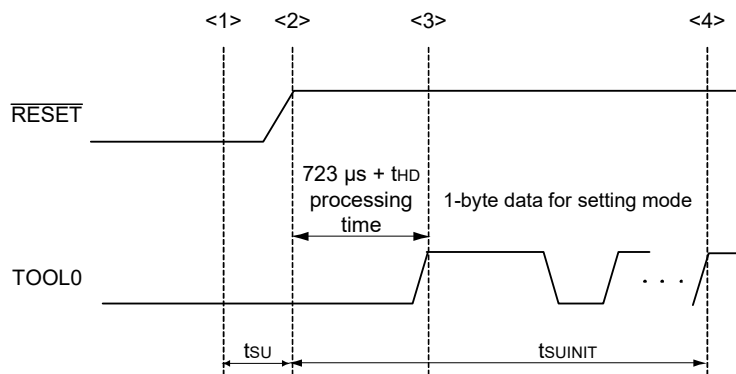 <1> <2> <3> <4>
RESET
723 µs + tHD
processing
time
1-byte data for setting mode
TOOL0
. . .
tSU tSUINIT